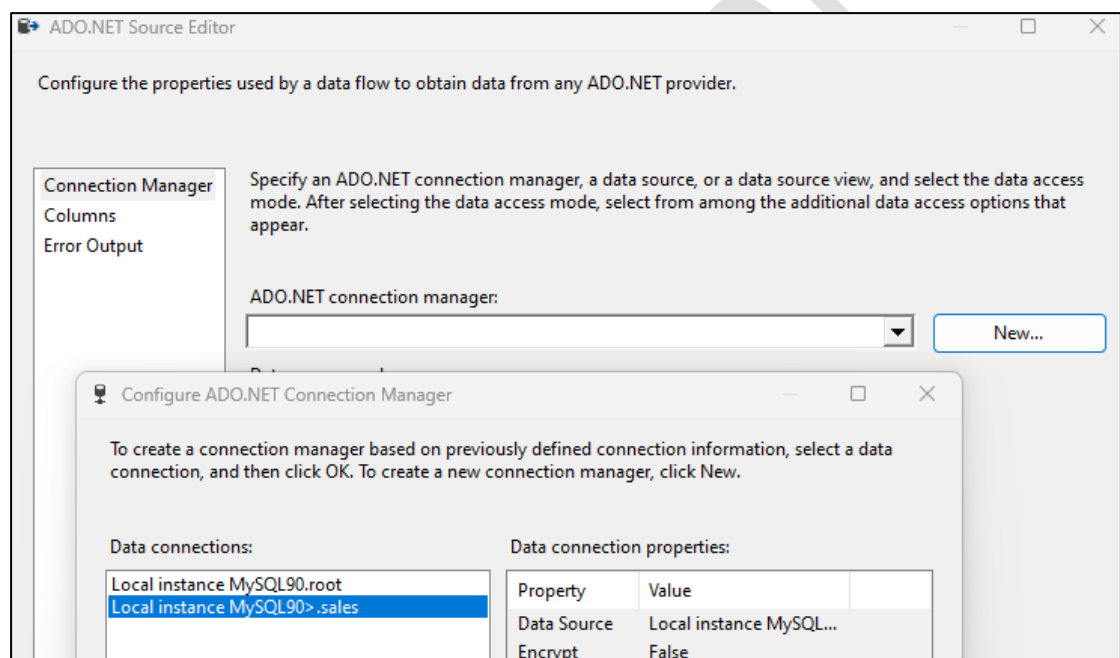 ADO.NET Source Editor
Configure the properties used by a data flow to obtain data from any ADO.NET provider.
Connection Manager
Columns
Error Output
Specify an ADO.NET connection manager, a data source, or a data source view, and select the data access
mode. After selecting the data access mode, select from among the additional data access options that
appear.
ADO.NET connection manager:
New...
Configure ADO.NET Connection Manager
To create a connection manager based on previously defined connection information, select a data
connection, and then click OK. To create a new connection manager, click New.
Data connections:
Local instance MySQL90.root
Local instance MySQL90>.sales
Data connection properties:
Property Value
Data Source Local instance MySQL...
Encrypt False